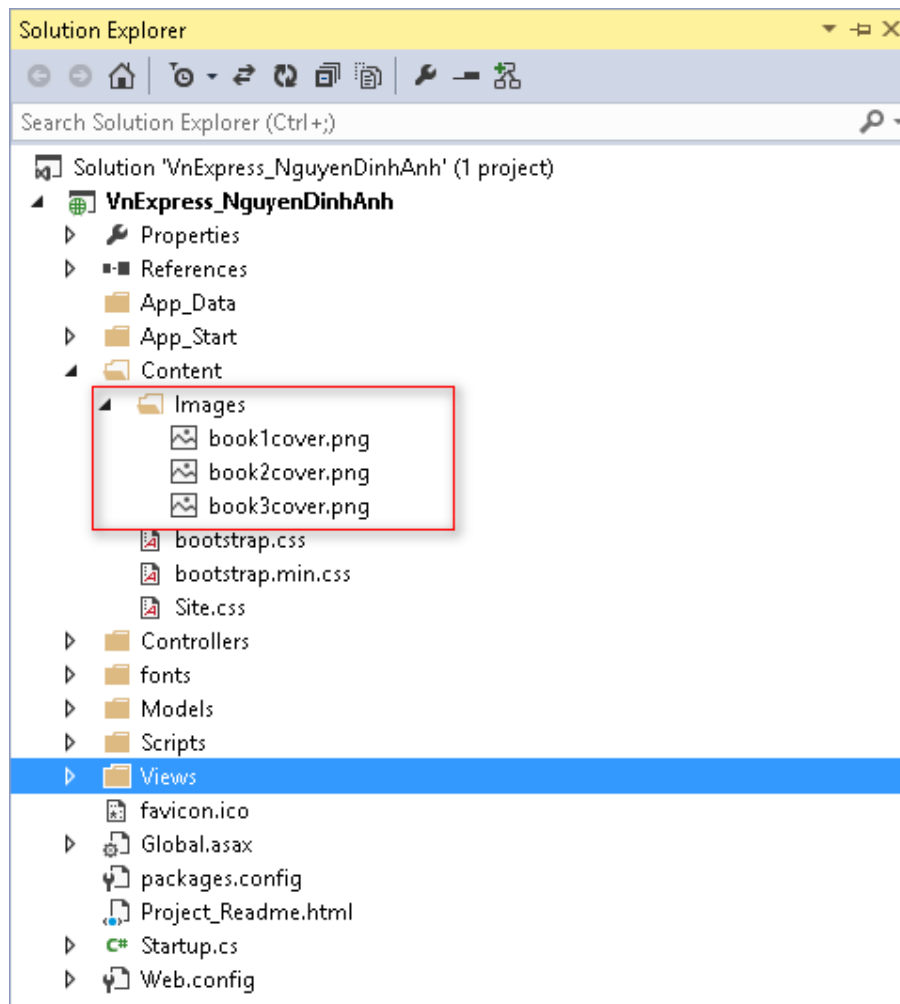 Solution Explorer
Search Solution Explorer (Ctrl+;)
Solution 'VnExpress_NguyenDinhAnh' (1 project)
VnExpress_NguyenDinhAnh
Properties
References
App_Data
App_Start
Content
Images
book1cover.png
book2cover.png
book3cover.png
bootstrap.css
bootstrap.min.css
Site.css
Controllers
fonts
Models
Scripts
Views
favicon.ico
Global.asax
packages.config
Project_Readme.html
C# Startup.cs
Web.config